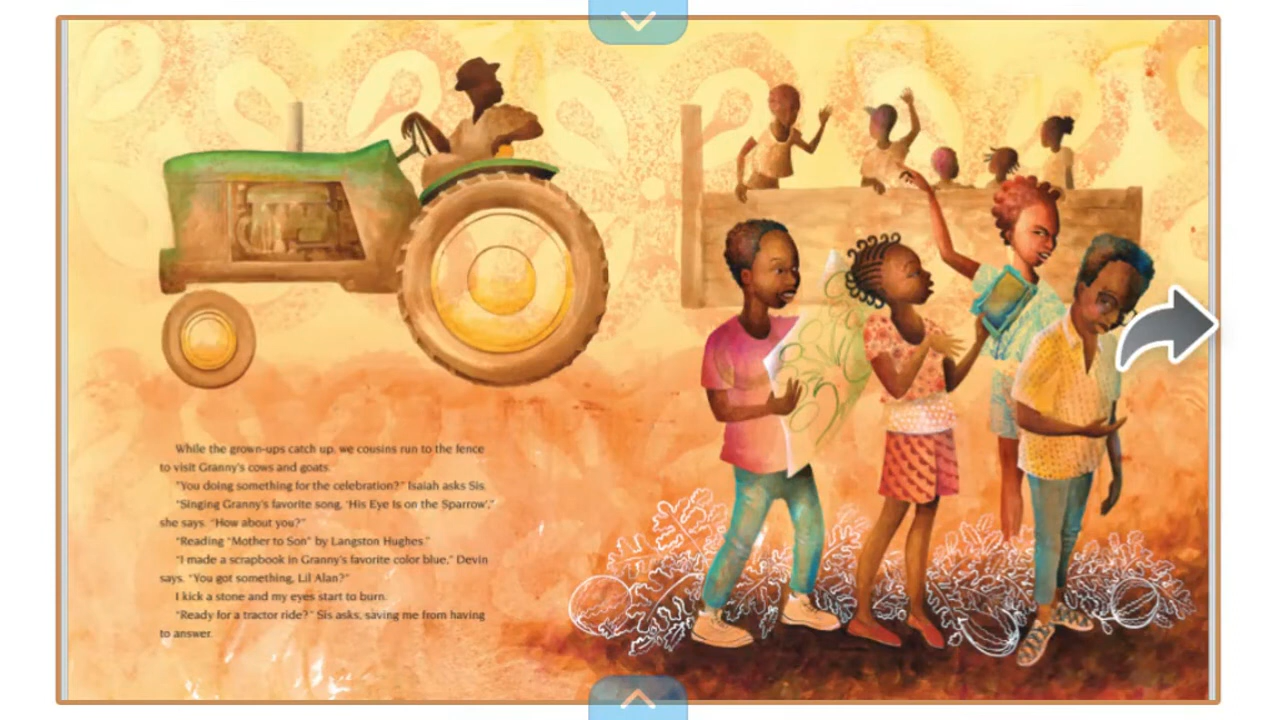 While the grown-ups catch up, we cousins run to the fence
to visit Granny's cows and goats.
"You doing something for the celebration?" Isaiah asks Sis.
"Singing Granny's favorite song, 'His Eye Is on the Sparrow',"
she says. "How about you?"
"Reading "Mother to Son" by Langston Hughes."
"I made a scrapbook in Granny's favorite color blue," Devin
says. "You got something, Lil Alan?"
I kick a stone and my eyes start to burn.
"Ready for a tractor ride?" Sis asks, saving me from having
to answer.